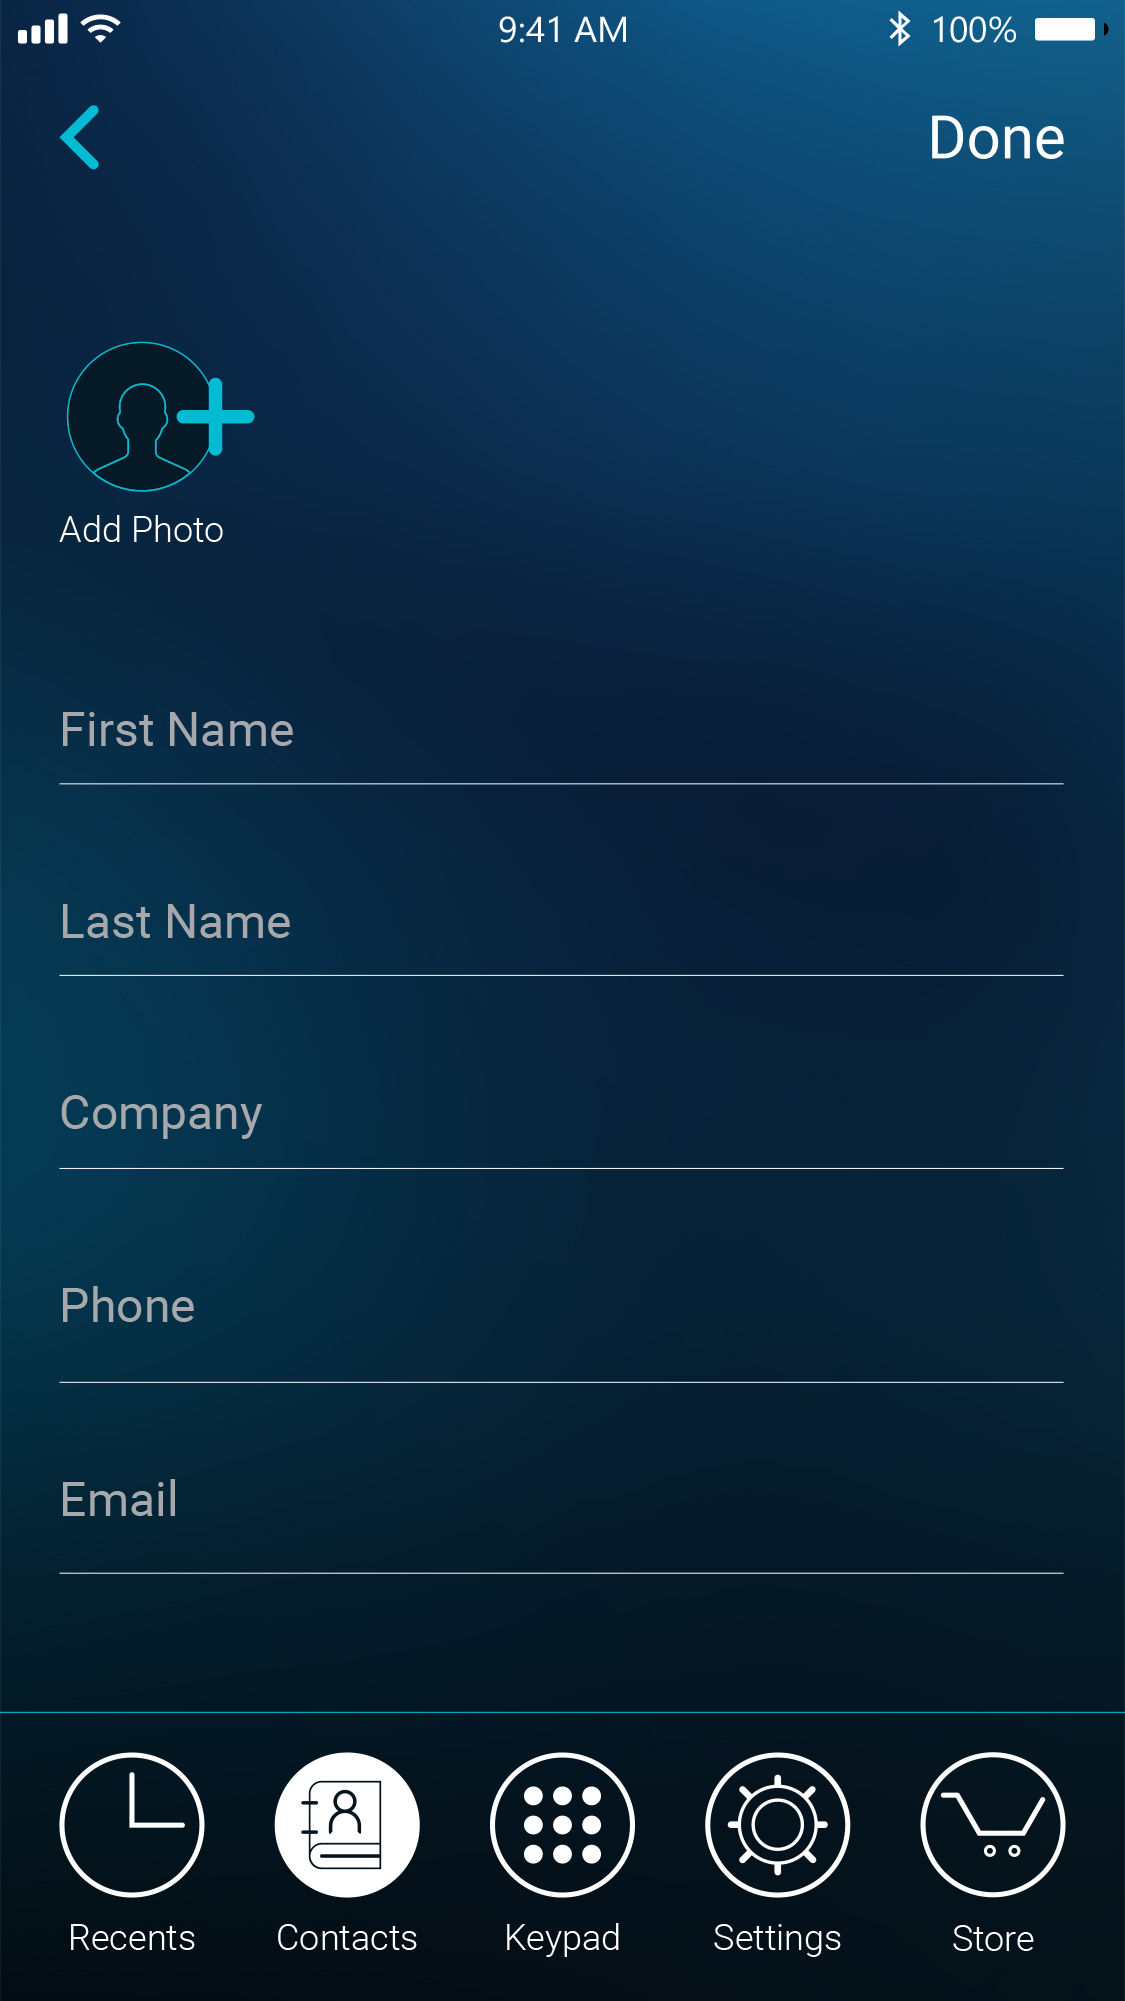 9:41 AM
100%
Done
Add Photo
First Name
Last Name
Company
Phone
Email
Recents
Contacts
Keypad
Settings
Store